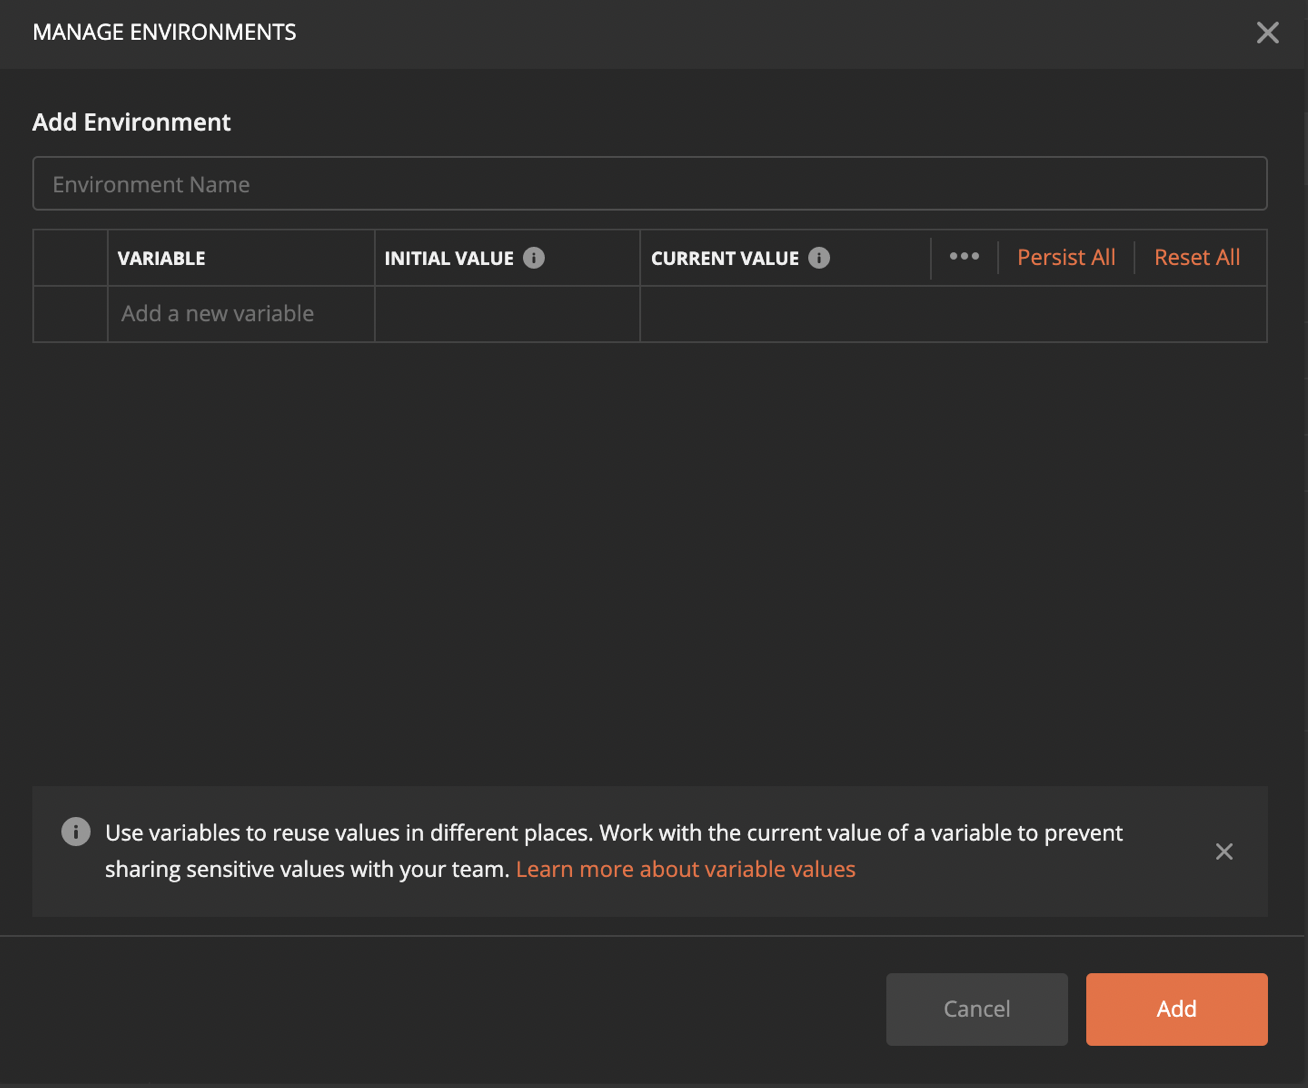 MANAGE ENVIRONMENTS
Add Environment
Environment Name
VARIABLE INITIAL VALUE CURRENT VALUE Persist All Reset All
Add a new variable
Use variables to reuse values in different places. Work with the current value of a variable to prevent
sharing sensitive values with your team. Learn more about variable values
Cancel Add